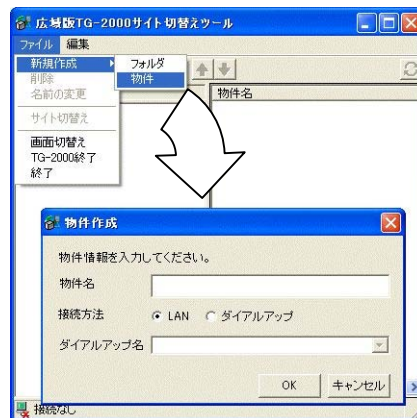 広域版TG-2000サイト切替えツール
ファイル 編集
新規作成
フォルダ
物件
削除
名前の変更
サイト切替え
画面切替え
TG-2000終了
終了
物件名
物件作成
物件情報を入力してください。
物件名
接続方法 LAN ダイアルアップ
ダイアルアップ名
OK キャンセル
接続なし